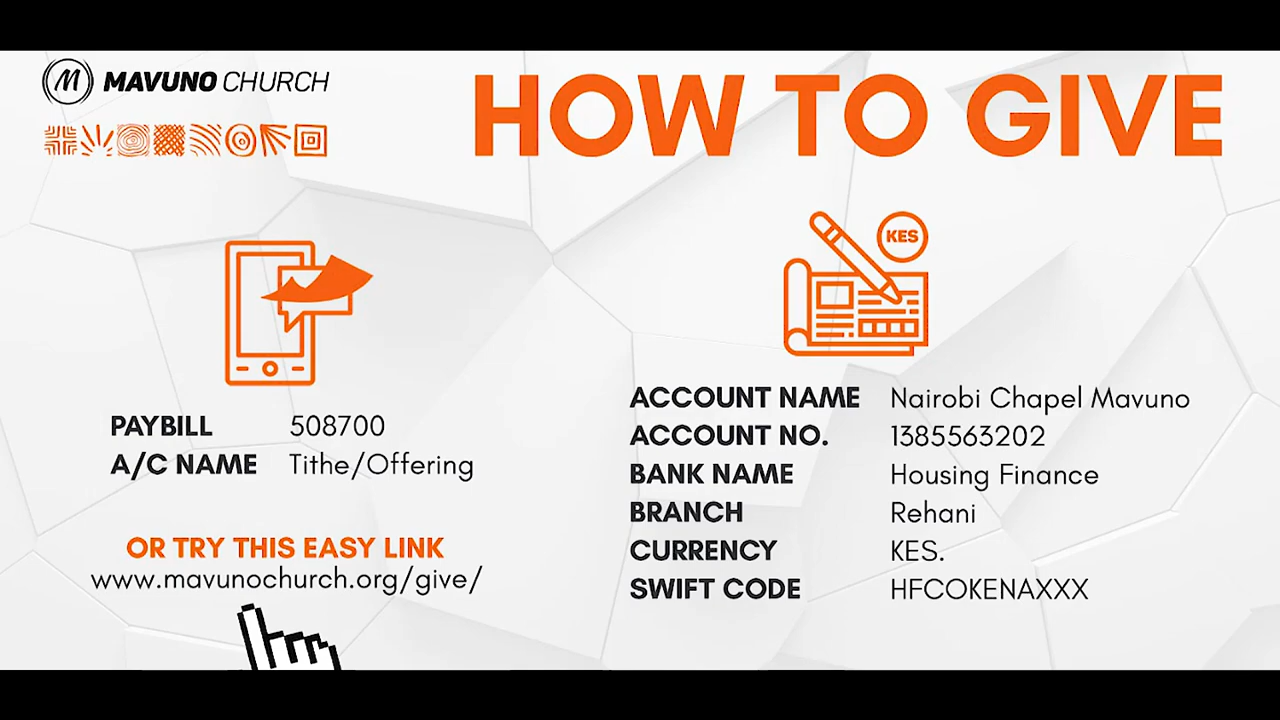 M MAVUNO CHURCH
HOW TO GIVE
KES
PAYBILL 508700
A/C NAME Tithe/Offering
OR TRY THIS EASY LINK
www.mavunochurch.org/give/
ACCOUNT NAME Nairobi Chapel Mavuno
ACCOUNT NO. 1385563202
BANK NAME Housing Finance
BRANCH Rehani
CURRENCY KES.
SWIFT CODE HFCOKENAXXX